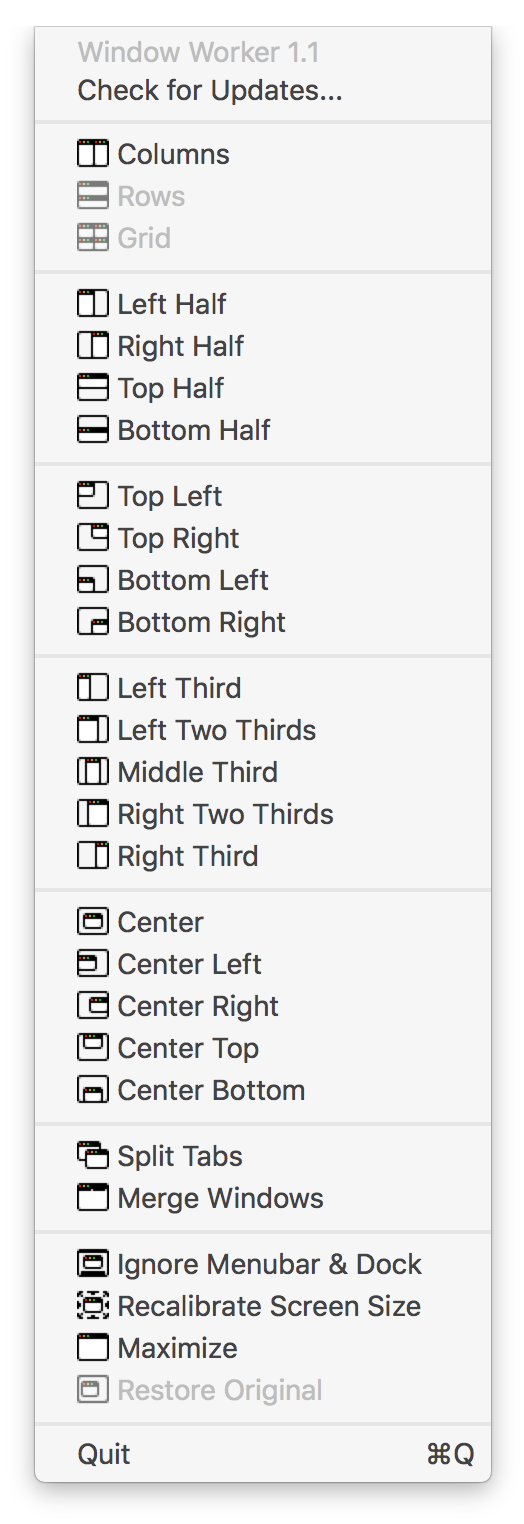 Window Worker 1.1
Check for Updates...
Columns
Rows
Grid
Left Half
Right Half
Top Half
Bottom Half
Top Left
Top Right
Bottom Left
Bottom Right
Left Third
Left Two Thirds
Middle Third
Right Two Thirds
Right Third
Center
Center Left
Center Right
Center Top
Center Bottom
Split Tabs
Merge Windows
Ignore Menubar & Dock
Recalibrate Screen Size
Maximize
Restore Original
Quit ⌘Q